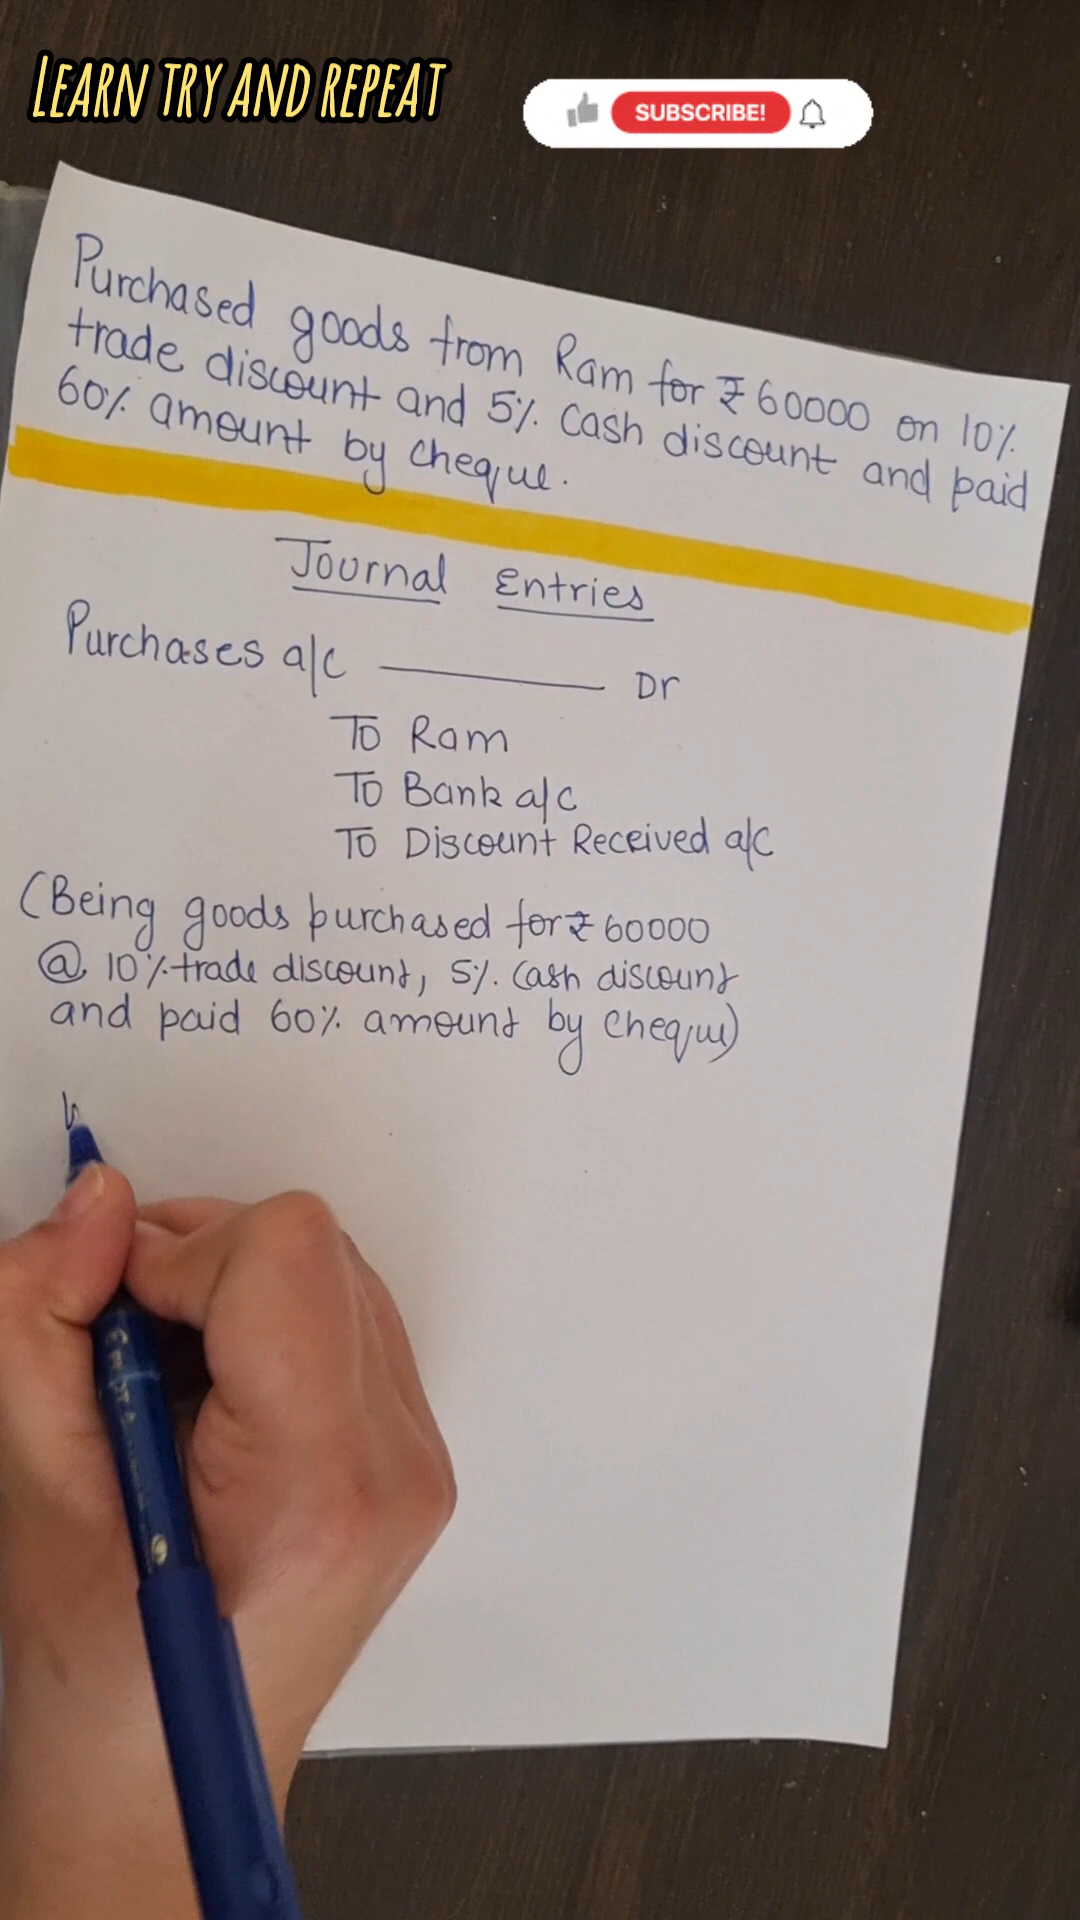 LEARN TRY AND REPEAT
SUBSCRIBE!
Purchased goods from Ram for ₹60000 on 10%
trade discount and 5% Cash discount and paid
60% amount by cheque.
Journal Entries
Purchases a/c ——— Dr
To Ram
To Bank a/c
To Discount Received a/c
(Being goods purchased for ₹60000
@ 10% trade discount, 5% Cash discount
and paid 60% amount by Cheque)